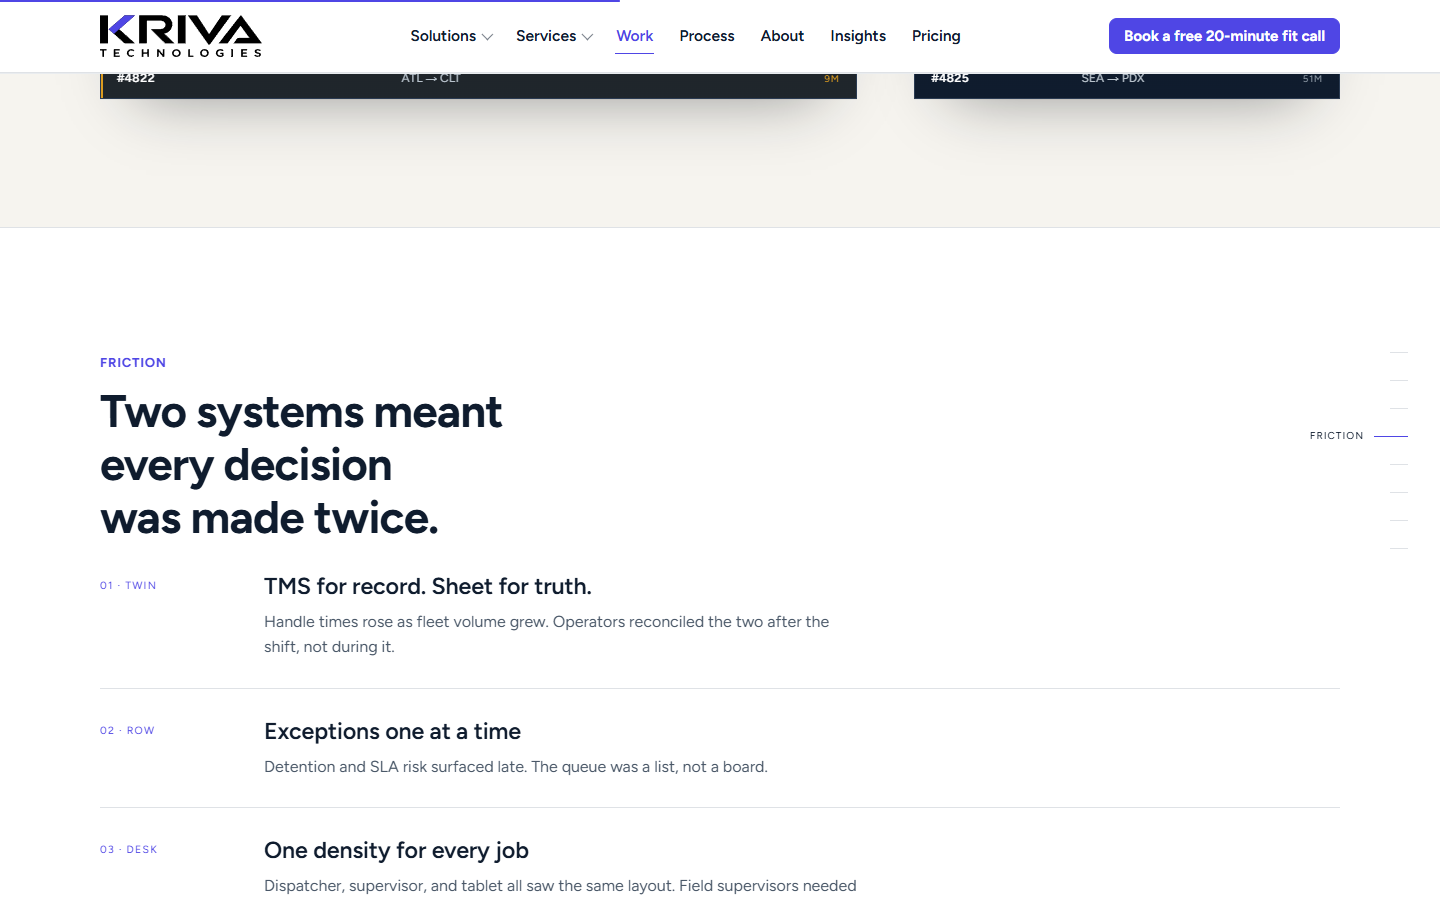 KRIVA
TECHNOLOGIES
Solutions
Services
Work
Process
About
Insights
Pricing
Book a free 20-minute fit call
#4822
ATL → CLT
9M
#4825
SEA → PDX
51M
FRICTION
Two systems meant
every decision
was made twice.
FRICTION
01 · TWIN
TMS for record. Sheet for truth.
Handle times rose as fleet volume grew. Operators reconciled the two after the
shift, not during it.
02 · ROW
Exceptions one at a time
Detention and SLA risk surfaced late. The queue was a list, not a board.
03 · DESK
One density for every job
Dispatcher, supervisor, and tablet all saw the same layout. Field supervisors needed